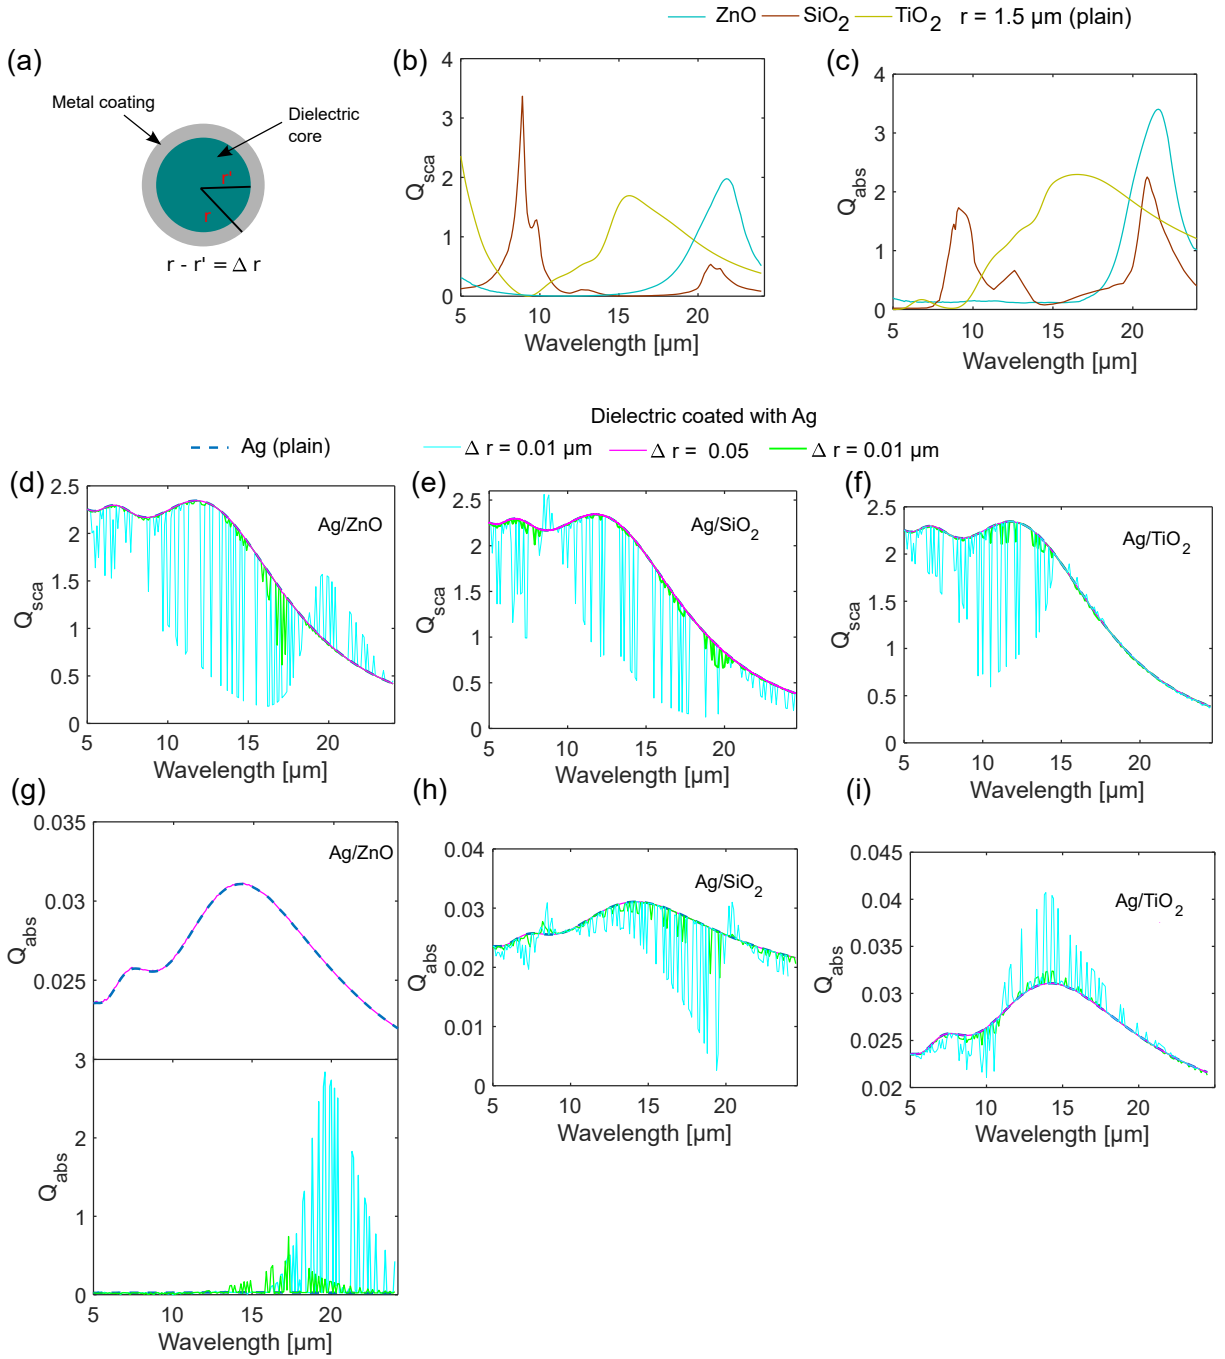 ZnO SiO2 TiO2 r = 1.5 µm (plain)
(a)
Metal coating
Dielectric
core
r'
r
r - r' = Δ r
(b)
4
3
2
1
0
Qsca
5 10 15 20
Wavelength [µm]
(c)
4
3
2
1
0
Qabs
5 10 15 20
Wavelength [µm]
Dielectric coated with Ag
Ag (plain) Δ r = 0.01 µm Δ r = 0.05 Δ r = 0.01 µm
(d)
2.5
2
1.5
1
0.5
0
Qsca
Ag/ZnO
5 10 15 20
Wavelength [µm]
(e)
2.5
2
1.5
1
0.5
0
Qsca
Ag/SiO2
5 10 15 20
Wavelength [µm]
(f)
2.5
2
1.5
1
0.5
0
Qsca
Ag/TiO2
5 10 15 20
Wavelength [µm]
(g)
0.035
0.03
0.025
Qabs
Ag/ZnO
3
2
1
0
Qabs
5 10 15 20
Wavelength [µm]
(h)
0.04
0.03
0.02
0.01
0
Qabs
Ag/SiO2
5 10 15 20
Wavelength [µm]
(i)
0.045
0.04
0.035
0.03
0.025
0.02
Qabs
Ag/TiO2
5 10 15 20
Wavelength [µm]